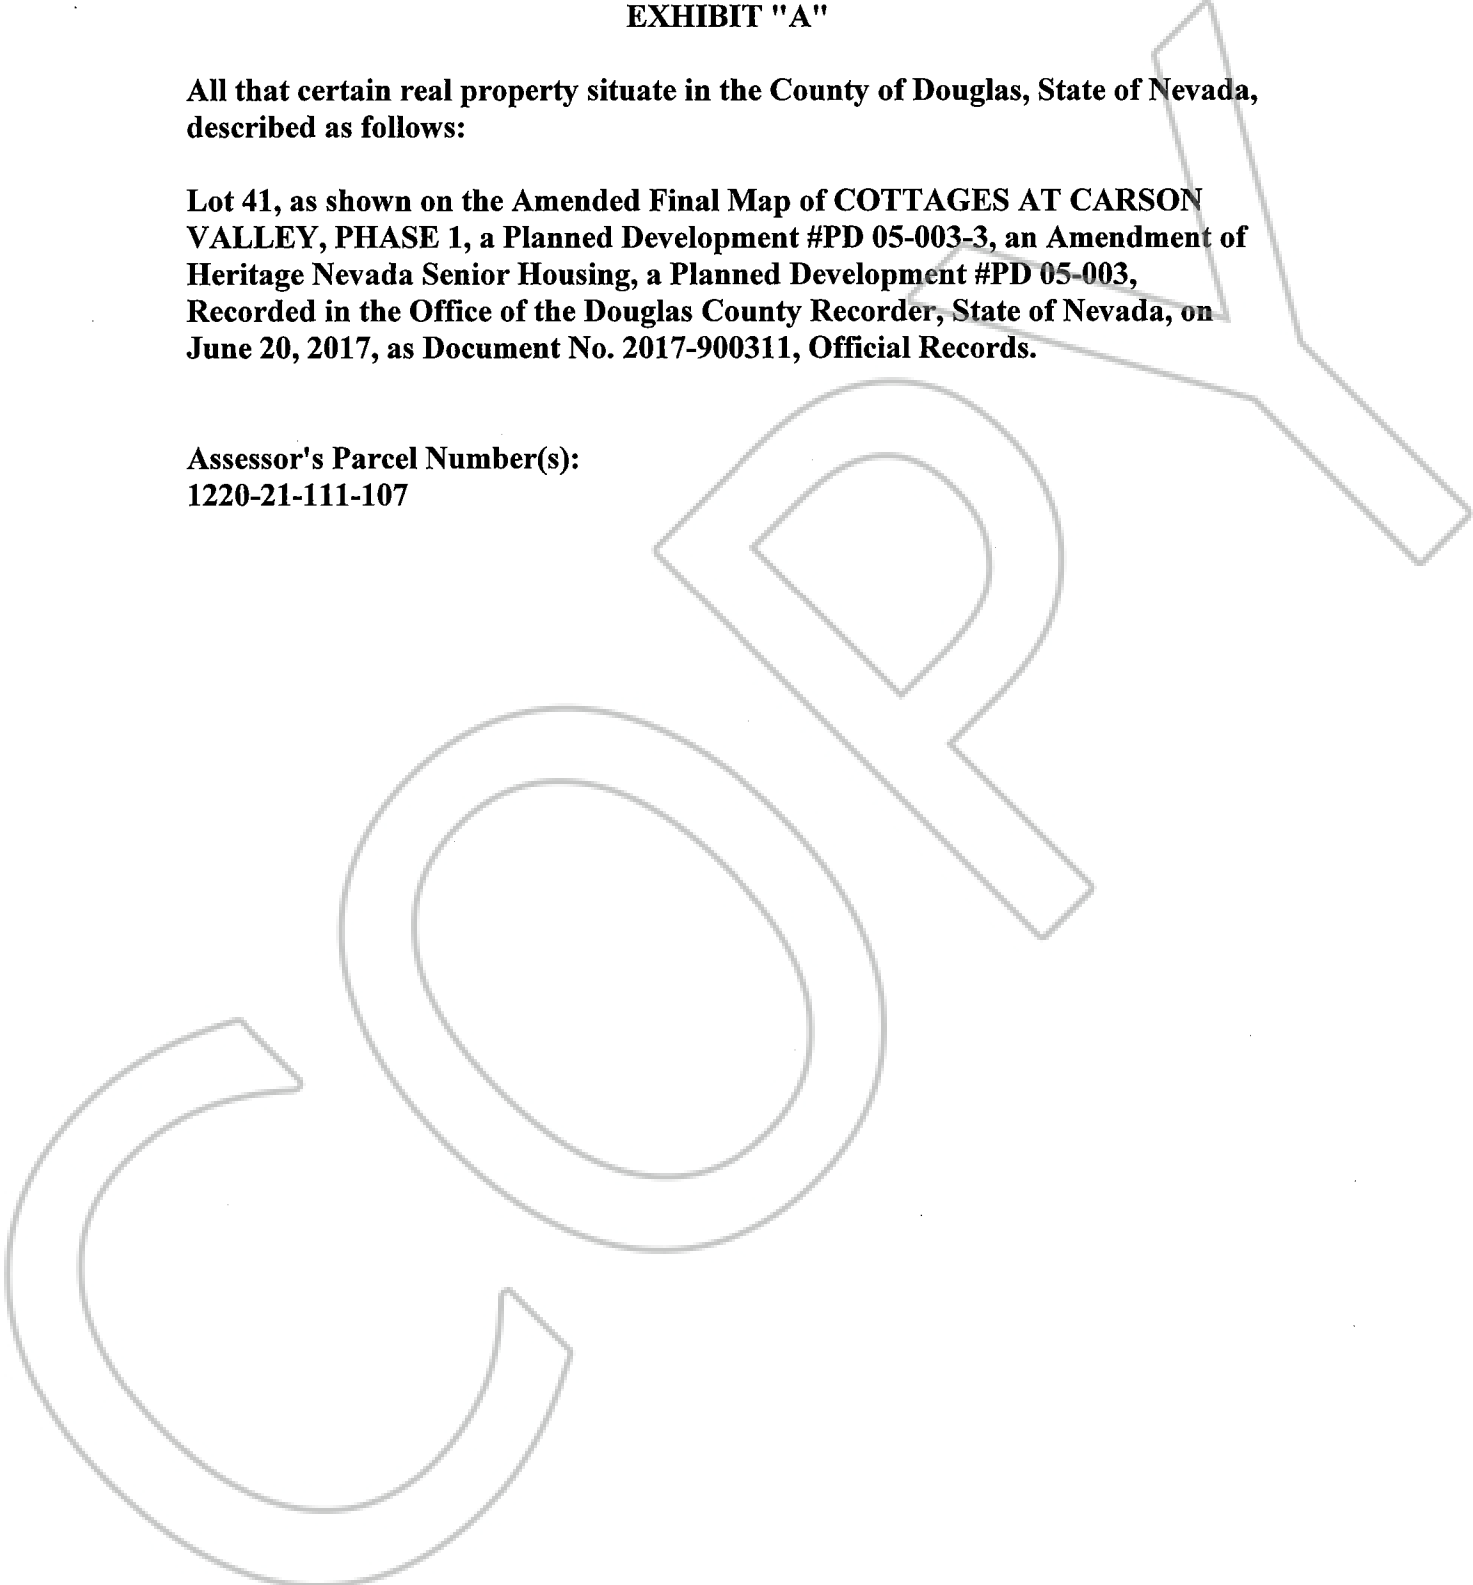 EXHIBIT "A"
All that certain real property situate in the County of Douglas, State of Nevada,
described as follows:
Lot 41, as shown on the Amended Final Map of COTTAGES AT CARSON
VALLEY, PHASE 1, a Planned Development #PD 05-003-3, an Amendment of
Heritage Nevada Senior Housing, a Planned Development #PD 05-003,
Recorded in the Office of the Douglas County Recorder, State of Nevada, on
June 20, 2017, as Document No. 2017-900311, Official Records.
Assessor's Parcel Number(s):
1220-21-111-107
COPY